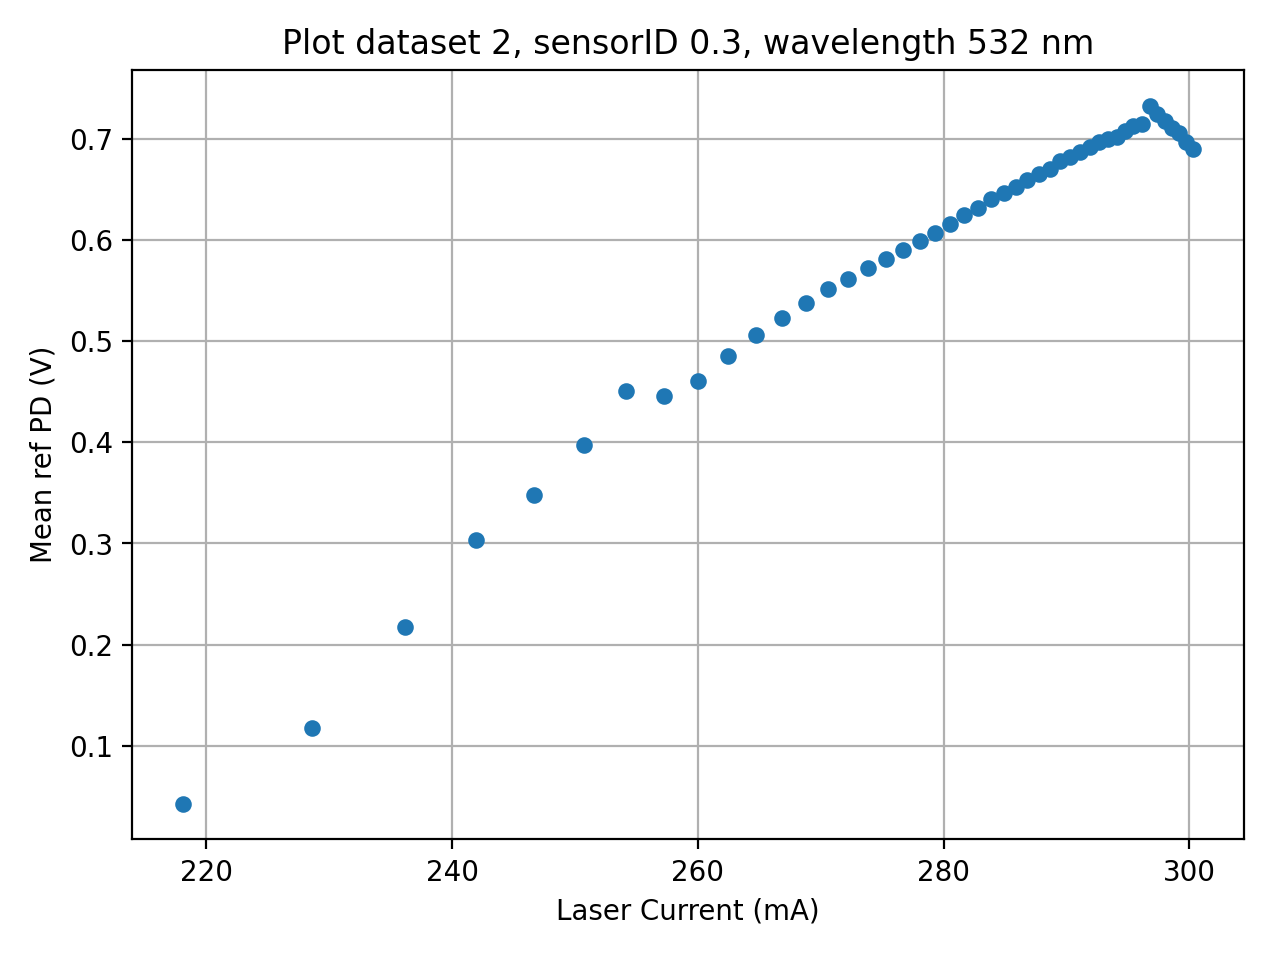 Plot dataset 2, sensorID 0.3, wavelength 532 nm
0.7
0.6
0.5
0.4
0.3
0.2
0.1
Mean ref PD (V)
220 240 260 280 300
Laser Current (mA)